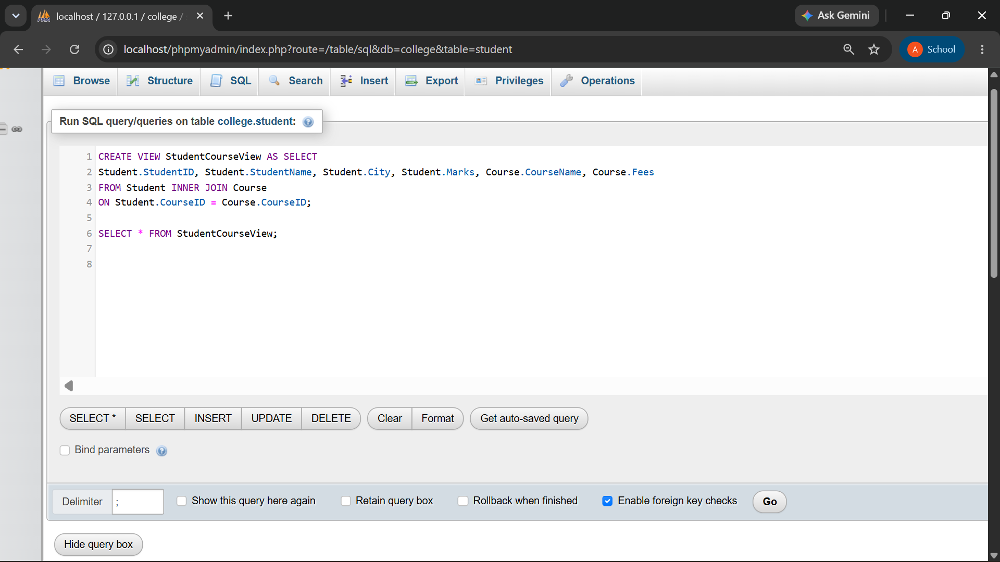 localhost / 127.0.0.1 / college /
Ask Gemini
localhost/phpmyadmin/index.php?route=/table/sql&db=college&table=student
A School
Browse Structure SQL Search Insert Export Privileges Operations
Run SQL query/queries on table college.student:
1 CREATE VIEW StudentCourseView AS SELECT
2 Student.StudentID, Student.StudentName, Student.City, Student.Marks, Course.CourseName, Course.Fees
3 FROM Student INNER JOIN Course
4 ON Student.CourseID = Course.CourseID;
5
6 SELECT * FROM StudentCourseView;
7
8
SELECT * SELECT INSERT UPDATE DELETE Clear Format Get auto-saved query
Bind parameters
Delimiter ; Show this query here again Retain query box Rollback when finished Enable foreign key checks Go
Hide query box